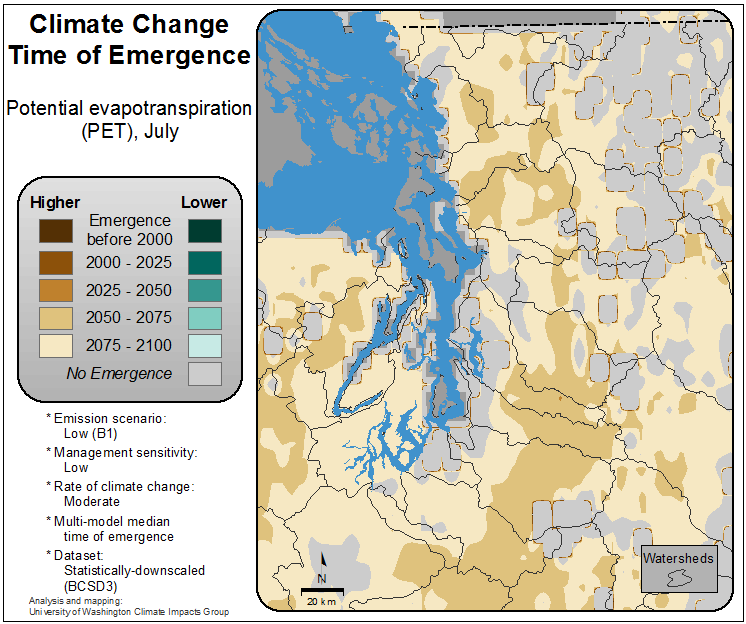 Climate Change
Time of Emergence
Potential evapotranspiration
(PET), July
Higher Lower
Emergence
before 2000
2000 - 2025
2025 - 2050
2050 - 2075
2075 - 2100
No Emergence
* Emission scenario:
Low (B1)
* Management sensitivity:
Low
* Rate of climate change:
Moderate
* Multi-model median
time of emergence
* Dataset:
Statistically-downscaled
(BCSD3)
Analysis and mapping:
University of Washington Climate Impacts Group
N
20 km
Watersheds